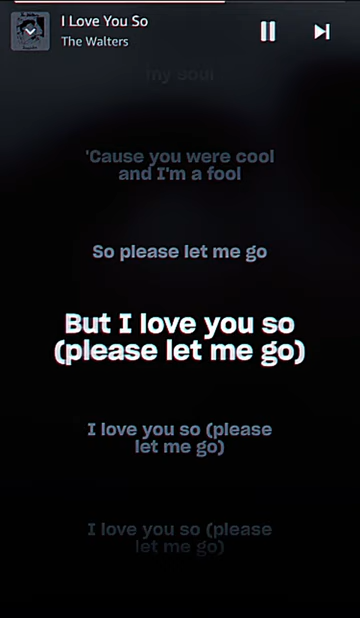 I Love You So
The Walters
my soul
'Cause you were cool
and I'm a fool
So please let me go
But I love you so
(please let me go)
I love you so (please
let me go)
I love you so (please
let me go)